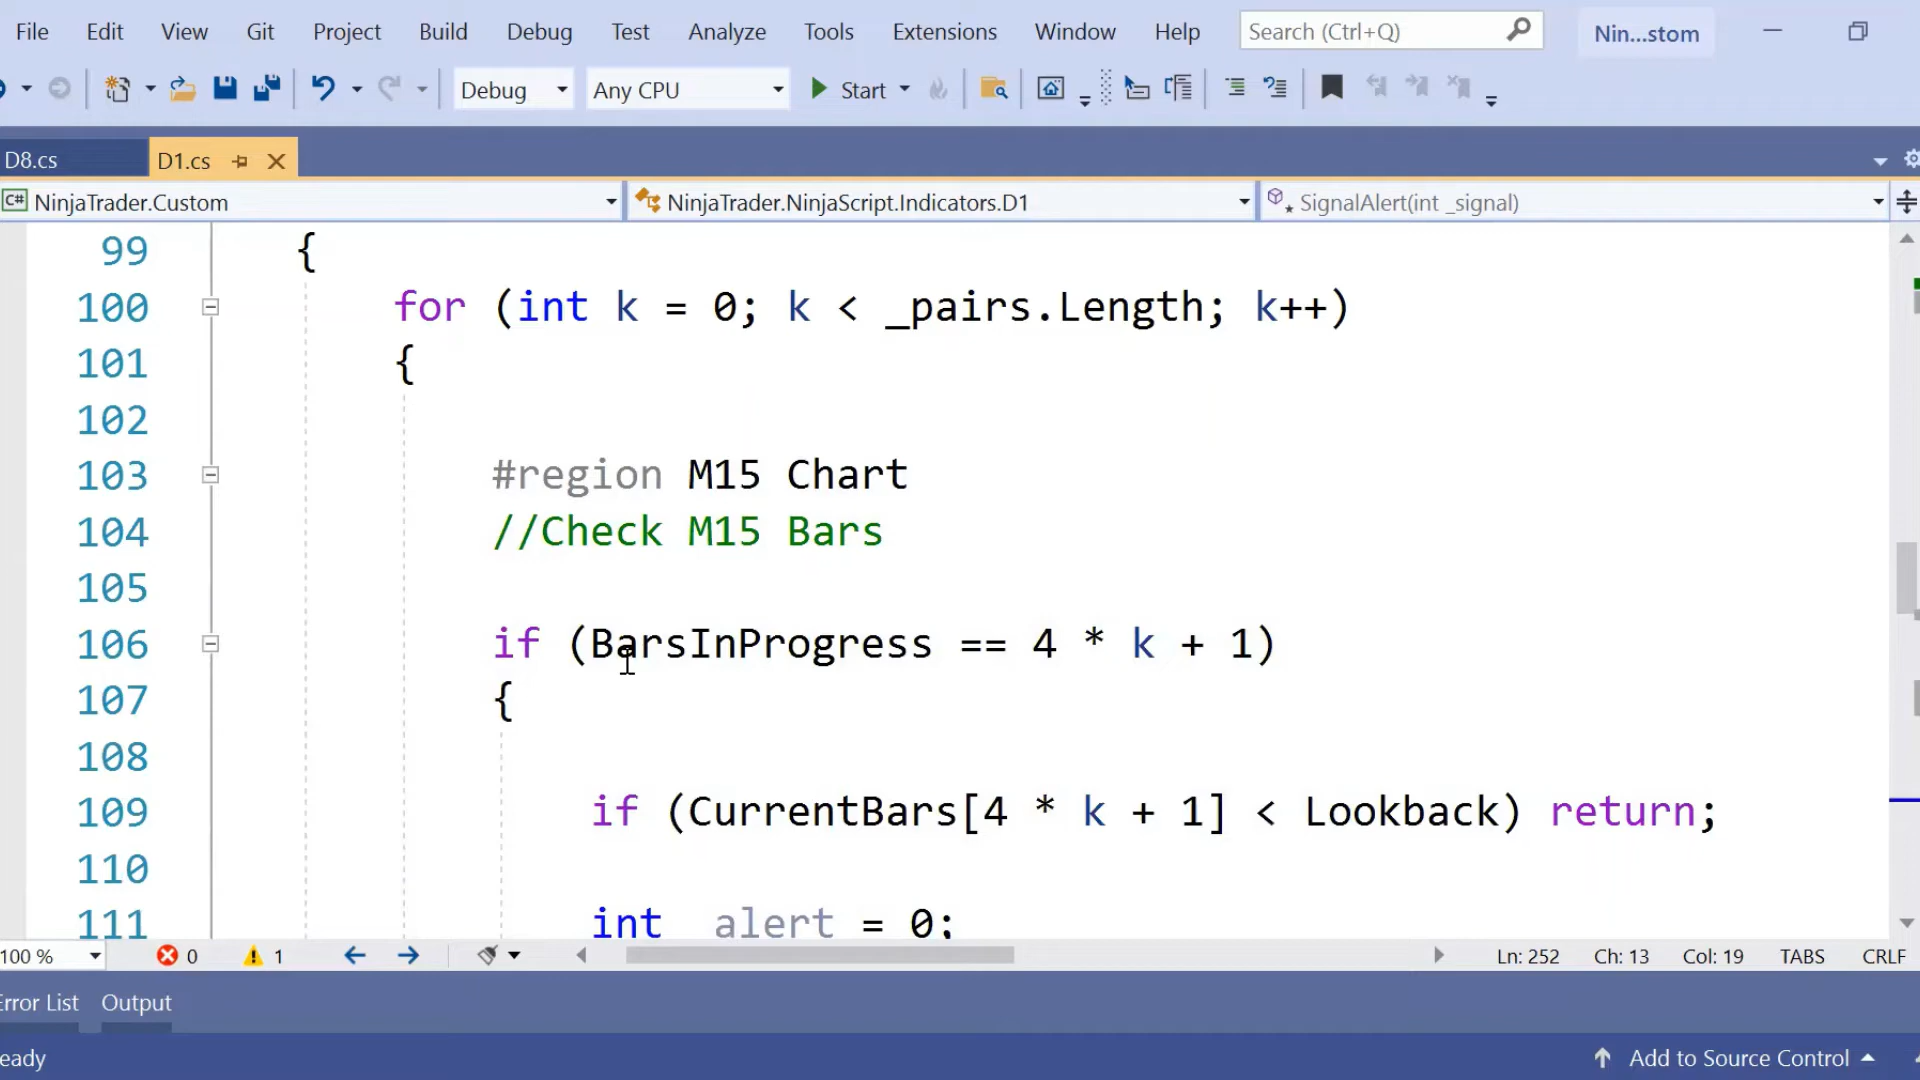 File Edit View Git Project Build Debug Test Analyze Tools Extensions Window Help Search (Ctrl+Q) Nin...stom
Debug Any CPU Start
D8.cs D1.cs
C# NinjaTrader.Custom NinjaTrader.NinjaScript.Indicators.D1 SignalAlert(int _signal)
99 {
100 for (int k = 0; k < _pairs.Length; k++)
101 {
102
103 #region M15 Chart
104 //Check M15 Bars
105
106 if (BarsInProgress == 4 * k + 1)
107 {
108
109 if (CurrentBars[4 * k + 1] < Lookback) return;
110
111 int alert = 0;
100 % 0 1 Ln: 252 Ch: 13 Col: 19 TABS CRLF
Error List Output
eady Add to Source Control